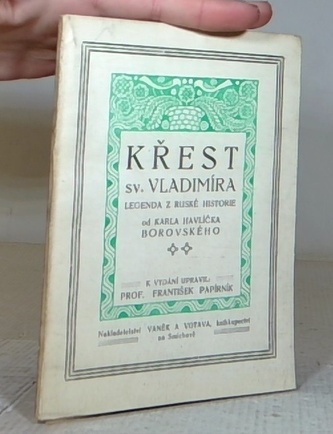 KŘEST
sv. VLADIMÍRA
LEGENDA Z RUSKÉ HISTORIE
od KARLA HAVLÍČKA
BOROVSKÉHO
K VYDÁNÍ UPRAVIL:
PROF. FRANTIŠEK PAPÍRNÍK
Nakladatelství VANĚK A VOTAVA, knihkupectví
na Smíchově